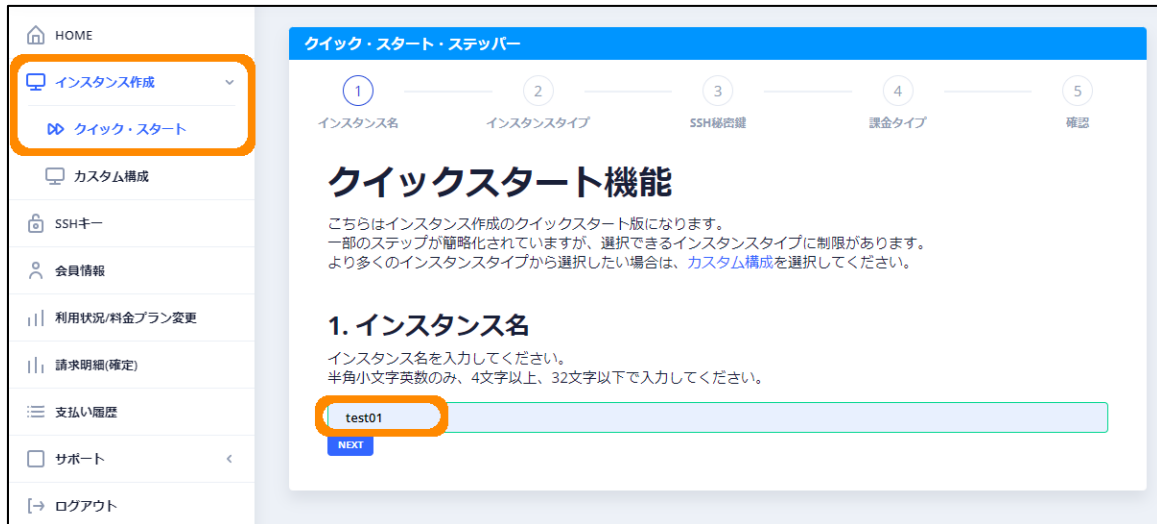 HOME
インスタンス作成
クイック・スタート
カスタム構成
SSHキー
会員情報
利用状況/料金プラン変更
請求明細(確定)
支払い履歴
サポート
ログアウト
クイック・スタート・ステッパー
1
2
3
4
5
インスタンス名
インスタンスタイプ
SSH秘密鍵
課金タイプ
確認
クイックスタート機能
こちらはインスタンス作成のクイックスタート版になります。
一部のステップが簡略化されていますが、選択できるインスタンスタイプに制限があります。
より多くのインスタンスタイプから選択したい場合は、カスタム構成を選択してください。
1. インスタンス名
インスタンス名を入力してください。
半角小文字英数のみ、4文字以上、32文字以下で入力してください。
test01
NEXT